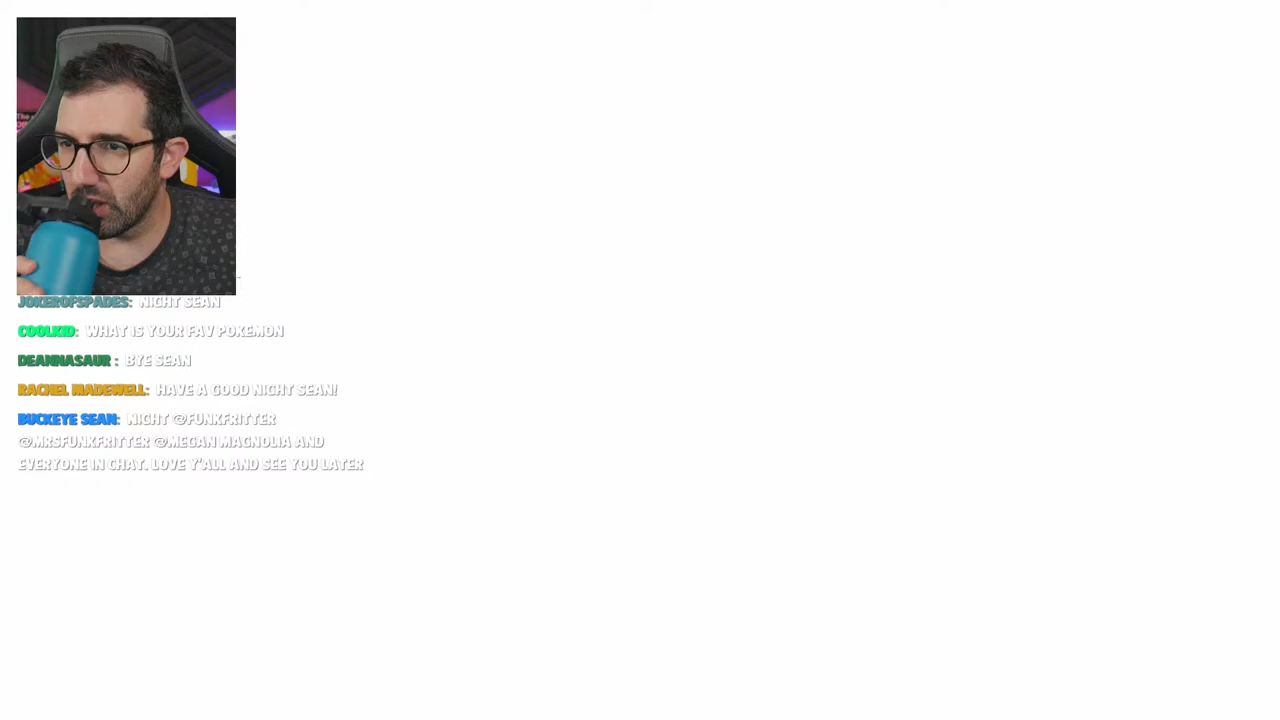 JOKEROFSPADES: NIGHT SEAN
COOLKID: WHAT IS YOUR FAV POKEMON
DEANNASAUR : BYE SEAN
RACHEL MADEWELL: HAVE A GOOD NIGHT SEAN!
BUCKEYE SEAN: NIGHT @FUNKFRITTER
@MRSFUNKFRITTER @MEGAN MAGNOLIA AND
EVERYONE IN CHAT. LOVE Y'ALL AND SEE YOU LATER